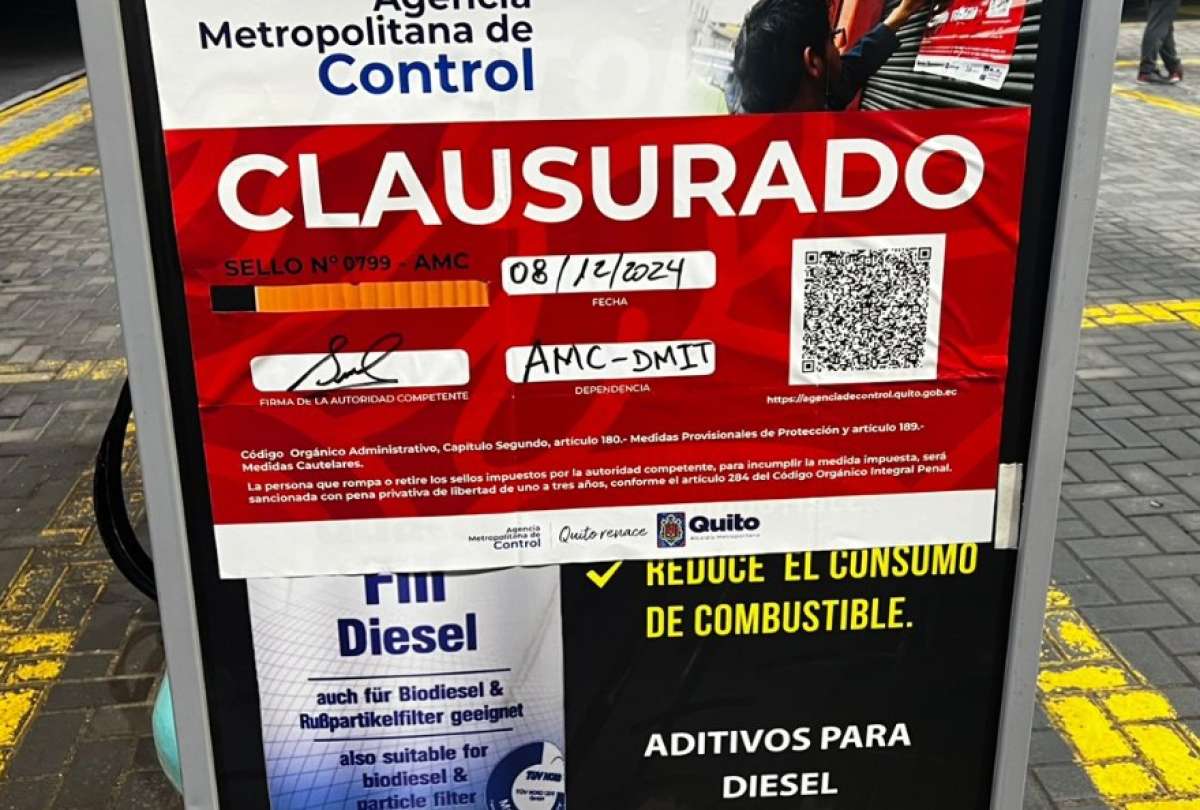 Agencia
Metropolitana de
Control
CLAUSURADO
SELLO Nº 0799 - AMC
08/12/2024
FECHA
AMC-DMIT
FIRMA DE LA AUTORIDAD COMPETENTE
DEPENDENCIA
https://agenciadecontrol.quito.gob.ec
Código Orgánico Administrativo, Capítulo Segundo, artículo 180.- Medidas Provisionales de Protección y artículo 189.-
Medidas Cautelares.
La persona que rompa o retire los sellos impuestos por la autoridad competente, para incumplir la medida impuesta, será
sancionada con pena privativa de libertad de uno a tres años, conforme el artículo 284 del Código Orgánico Integral Penal.
Agencia
Metropolitana de
Control
Quito renace
Quito
Alcaldía Metropolitana
REDUCE EL CONSUMO
DE COMBUSTIBLE.
Diesel
auch für Biodiesel &
Rußpartikelfilter geeignet
also suitable for
biodiesel &
particle filter
TÜV NORD
ADITIVOS PARA
DIESEL